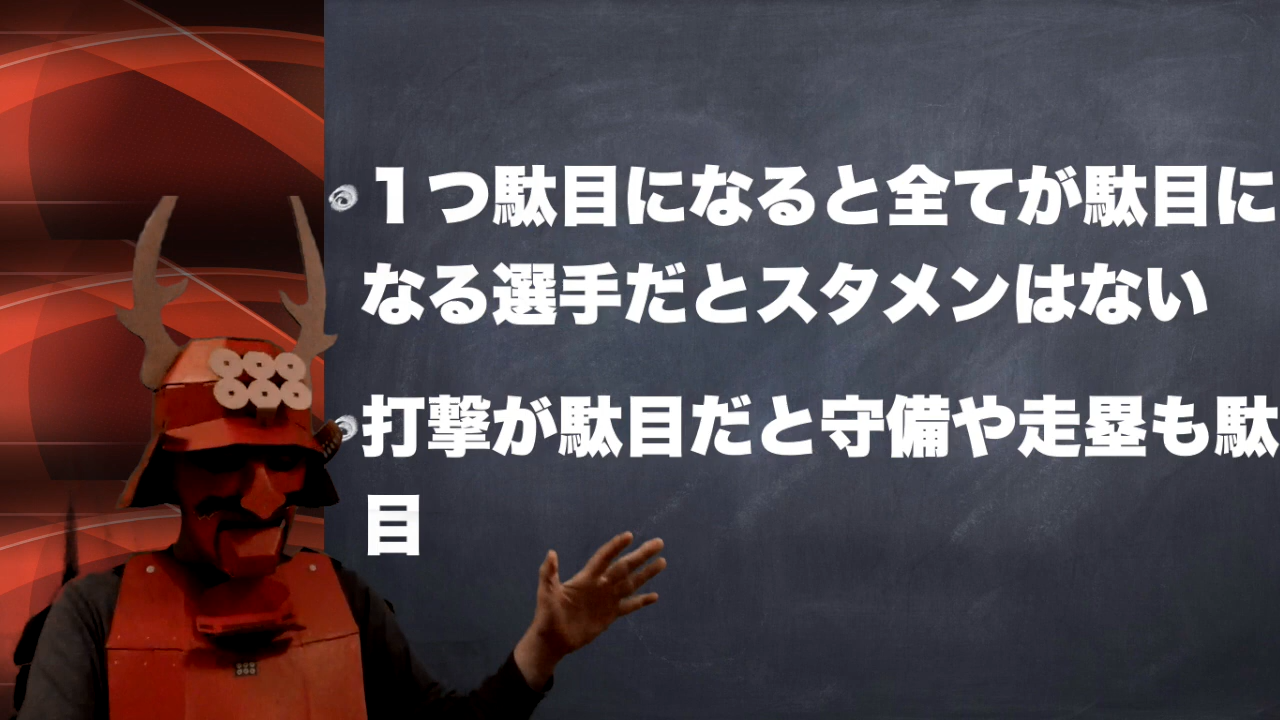 １つ駄目になると全てが駄目に
なる選手だとスタメンはない
打撃が駄目だと守備や走塁も駄
目